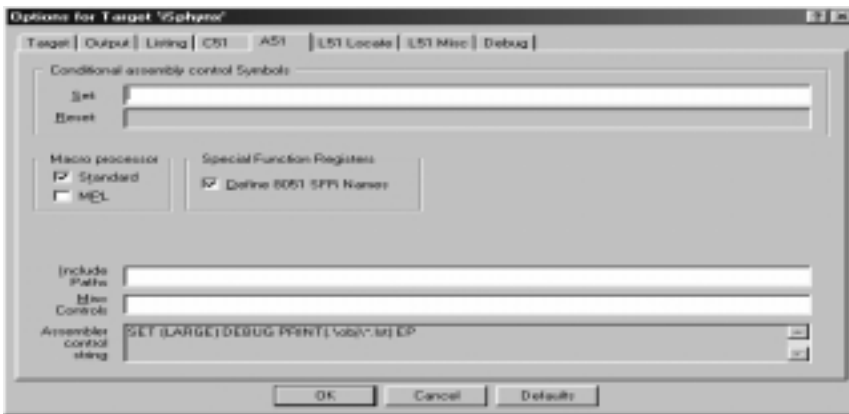 Options for Target 'iSphynx'
Target Output Listing C51 A51 L51 Locate L51 Misc Debug
Conditional assembly control Symbols
Set
Reset
Macro processor
Special Function Registers
Standard
Define 8051 SFR Names
MPL
Include
Paths
Misc
Controls
Assembler
control
string
SET (LARGE) DEBUG PRINT(.\obj\*.lst) EP
OK Cancel Defaults